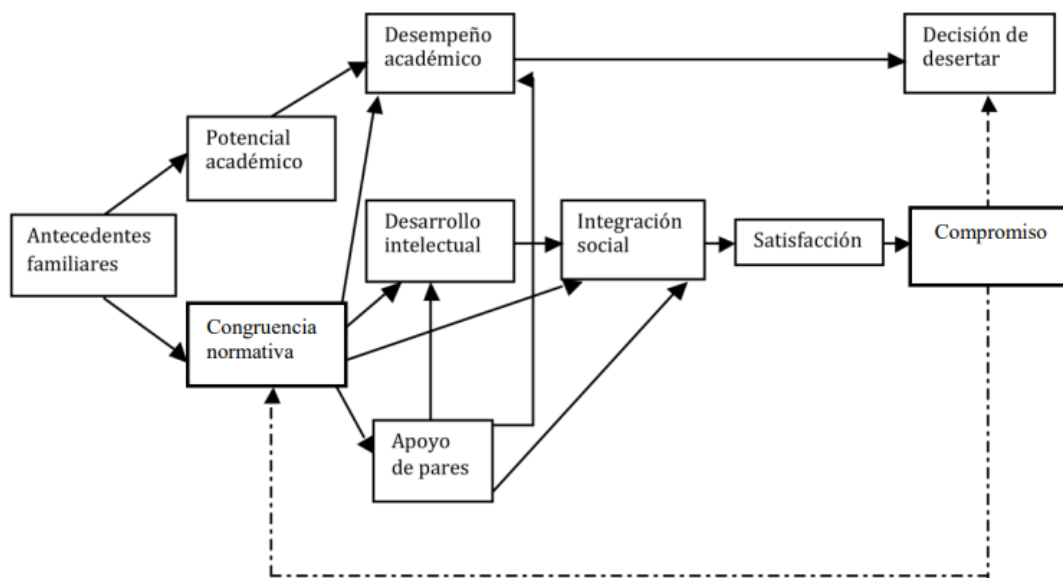 Desempeño
académico
Decisión de
desertar
Potencial
académico
Antecedentes
familiares
Desarrollo
intelectual
Integración
social
Satisfacción
Compromiso
Congruencia
normativa
Apoyo
de pares